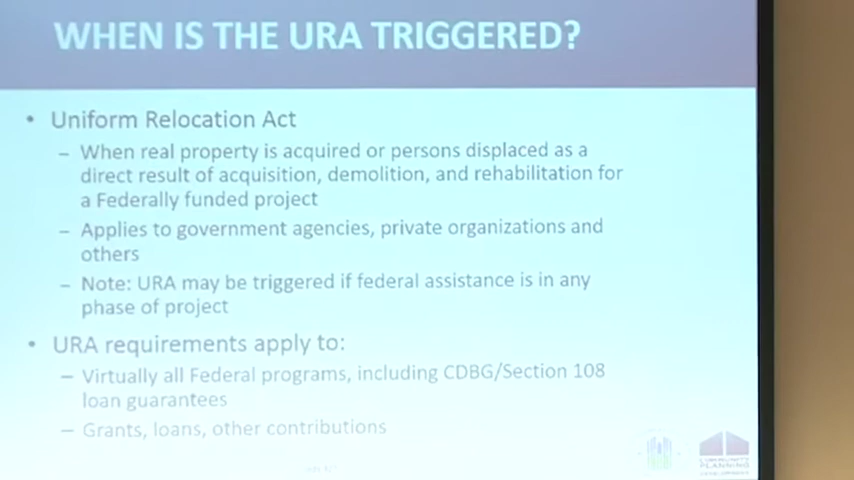 WHEN IS THE URA TRIGGERED?
• Uniform Relocation Act
– When real property is acquired or persons displaced as a
direct result of acquisition, demolition, and rehabilitation for
a Federally funded project
– Applies to government agencies, private organizations and
others
– Note: URA may be triggered if federal assistance is in any
phase of project
• URA requirements apply to:
– Virtually all Federal programs, including CDBG/Section 108
loan guarantees
– Grants, loans, other contributions
COMMUNITY
PLANNING
DEVELOPMENT